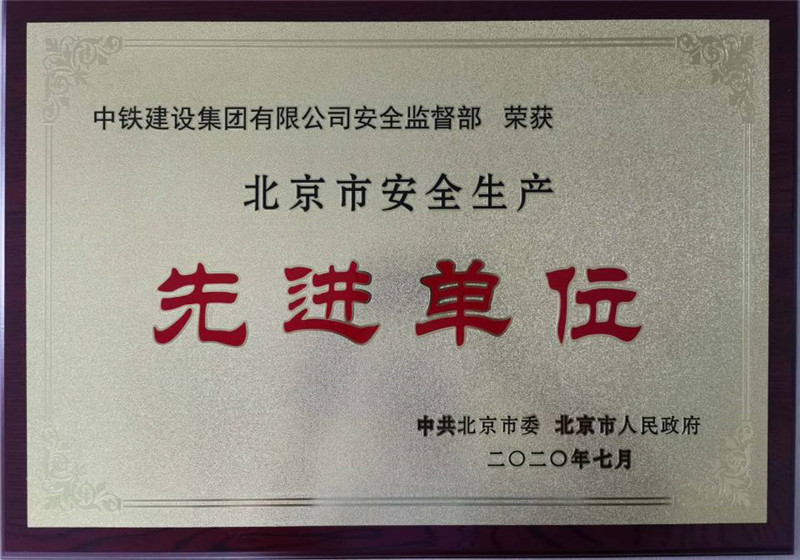 中铁建设集团有限公司安全监督部 荣获
北京市安全生产
先进单位
中共北京市委 北京市人民政府
二〇二〇年七月